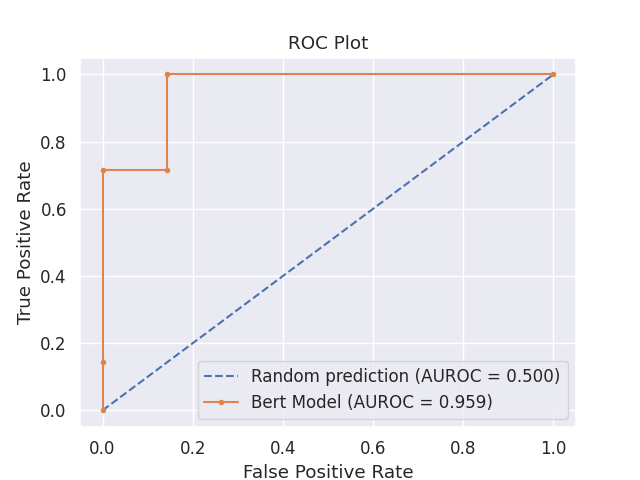 ROC Plot
True Positive Rate
1.0
0.8
0.6
0.4
0.2
0.0
Random prediction (AUROC = 0.500)
Bert Model (AUROC = 0.959)
0.0 0.2 0.4 0.6 0.8 1.0
False Positive Rate